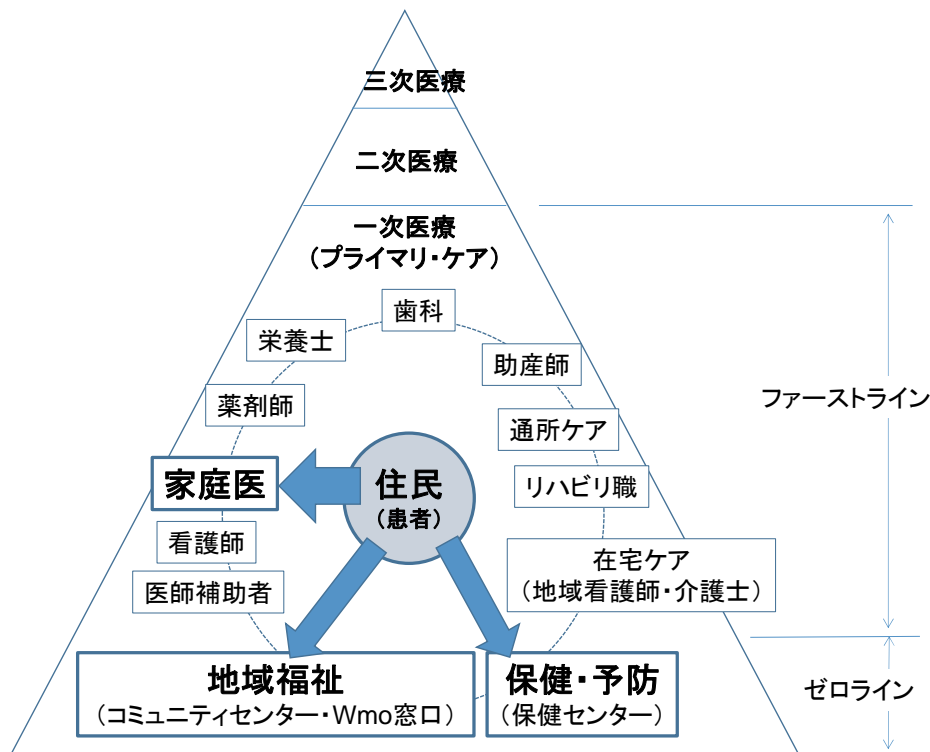 三次医療
二次医療
一次医療
（プライマリ・ケア）
歯科
栄養士
助産師
薬剤師
通所ケア
ファーストライン
家庭医
住民
（患者）
リハビリ職
看護師
医師補助者
在宅ケア
（地域看護師・介護士）
地域福祉
（コミュニティセンター・Wmo窓口）
保健・予防
（保健センター）
ゼロライン